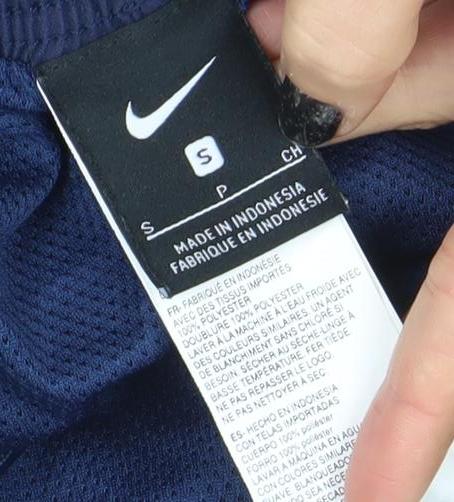 S
S P CH
MADE IN INDONESIA
FABRIQUE EN INDONÉSIE
FR- FABRIQUÉ EN INDONÉSIE
AVEC DES TISSUS IMPORTÉS
100% POLYESTER
DOUBLURE 100% POLYESTER
LAVER À LA MACHINE À L'EAU FROIDE AVEC
DES COULEURS SIMILAIRES. UN AGENT
DE BLANCHIMENT SANS CHLORE SI
BESOIN. SÉCHER AU SÈCHE-LINGE À
BASSE TEMPÉRATURE. FER TIÈDE
NE PAS REPASSER LE LOGO.
NE PAS NETTOYER À SEC
ES- HECHO EN INDONESIA
CON TELAS IMPORTADAS
CUERPO 100% poliéster
FORRO 100% poliéster
LAVAR A MÁQUINA EN AGUA
CON COLORES SIMILARES
BLANQUEADO
NECE